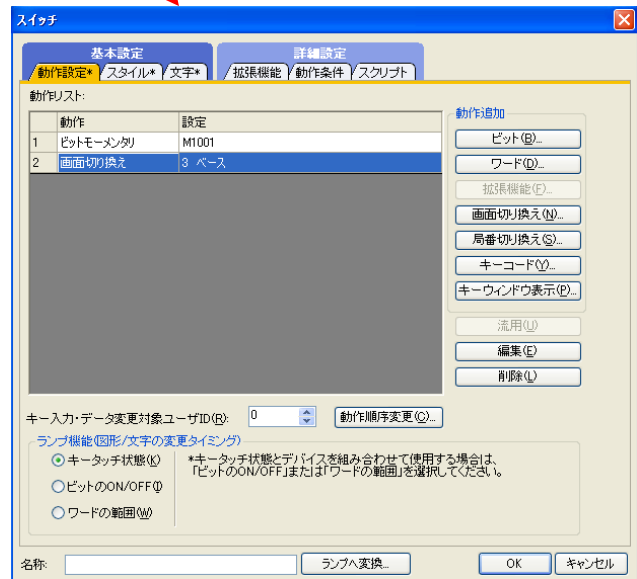 スイッチ
基本設定
詳細設定
動作設定* スタイル* 文字* 拡張機能 動作条件 スクリプト
動作リスト:
動作 設定
1 ビットモーメンタリ M1001
2 画面切り換え 3 ベース
動作追加
ビット(B)...
ワード(D)...
拡張機能(F)...
画面切り換え(N)...
局番切り換え(S)...
キーコード(Y)...
キーウィンドウ表示(P)...
流用(U)
編集(E)
削除(L)
キー入力・データ変更対象ユーザID(R): 0 動作順序変更(C)...
ランプ機能(図形/文字の変更タイミング)
キータッチ状態(K)
ビットのON/OFF(I)
ワードの範囲(W)
*キータッチ状態とデバイスを組み合わせて使用する場合は、
「ビットのON/OFF」または「ワードの範囲」を選択してください。
名称: ランプへ変換... OK キャンセル